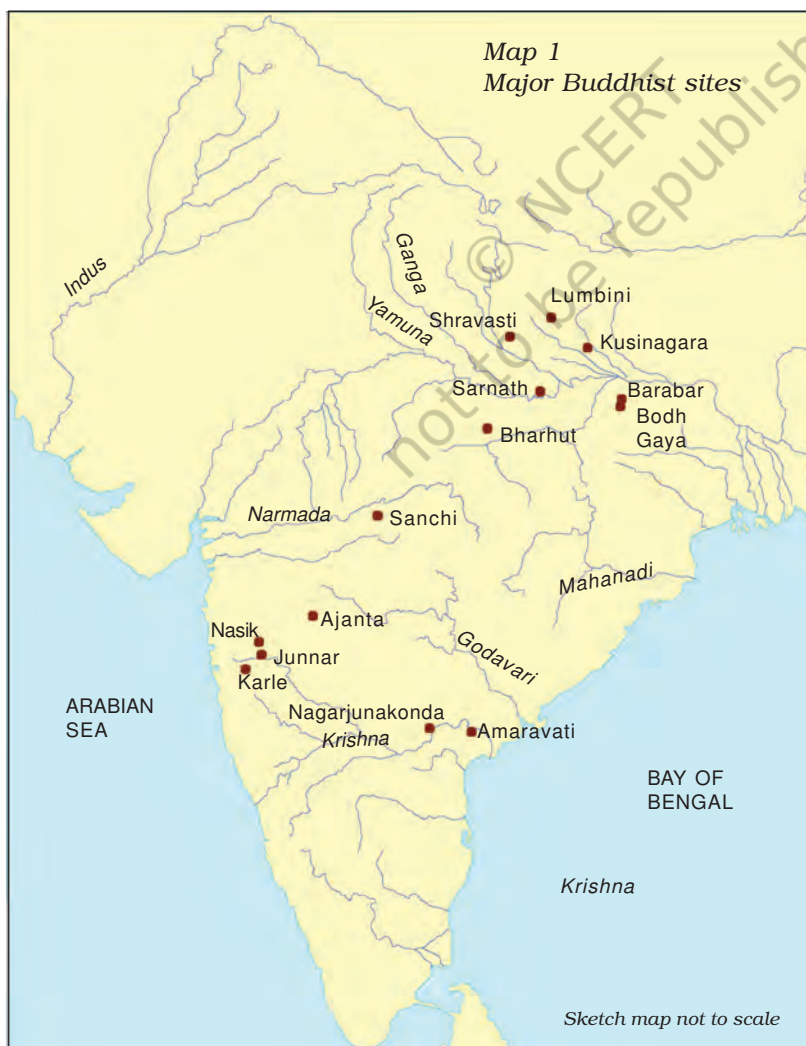 Map 1
Major Buddhist sites
© NCERT
not to be republish
Indus
Ganga
Yamuna
Lumbini
Shravasti
Kusinagara
Sarnath
Barabar
Bodh
Gaya
Bharhut
Narmada
Sanchi
Mahanadi
Ajanta
Nasik
Junnar
Godavari
Karle
ARABIAN
SEA
Nagarjunakonda
Krishna
Amaravati
BAY OF
BENGAL
Krishna
Sketch map not to scale